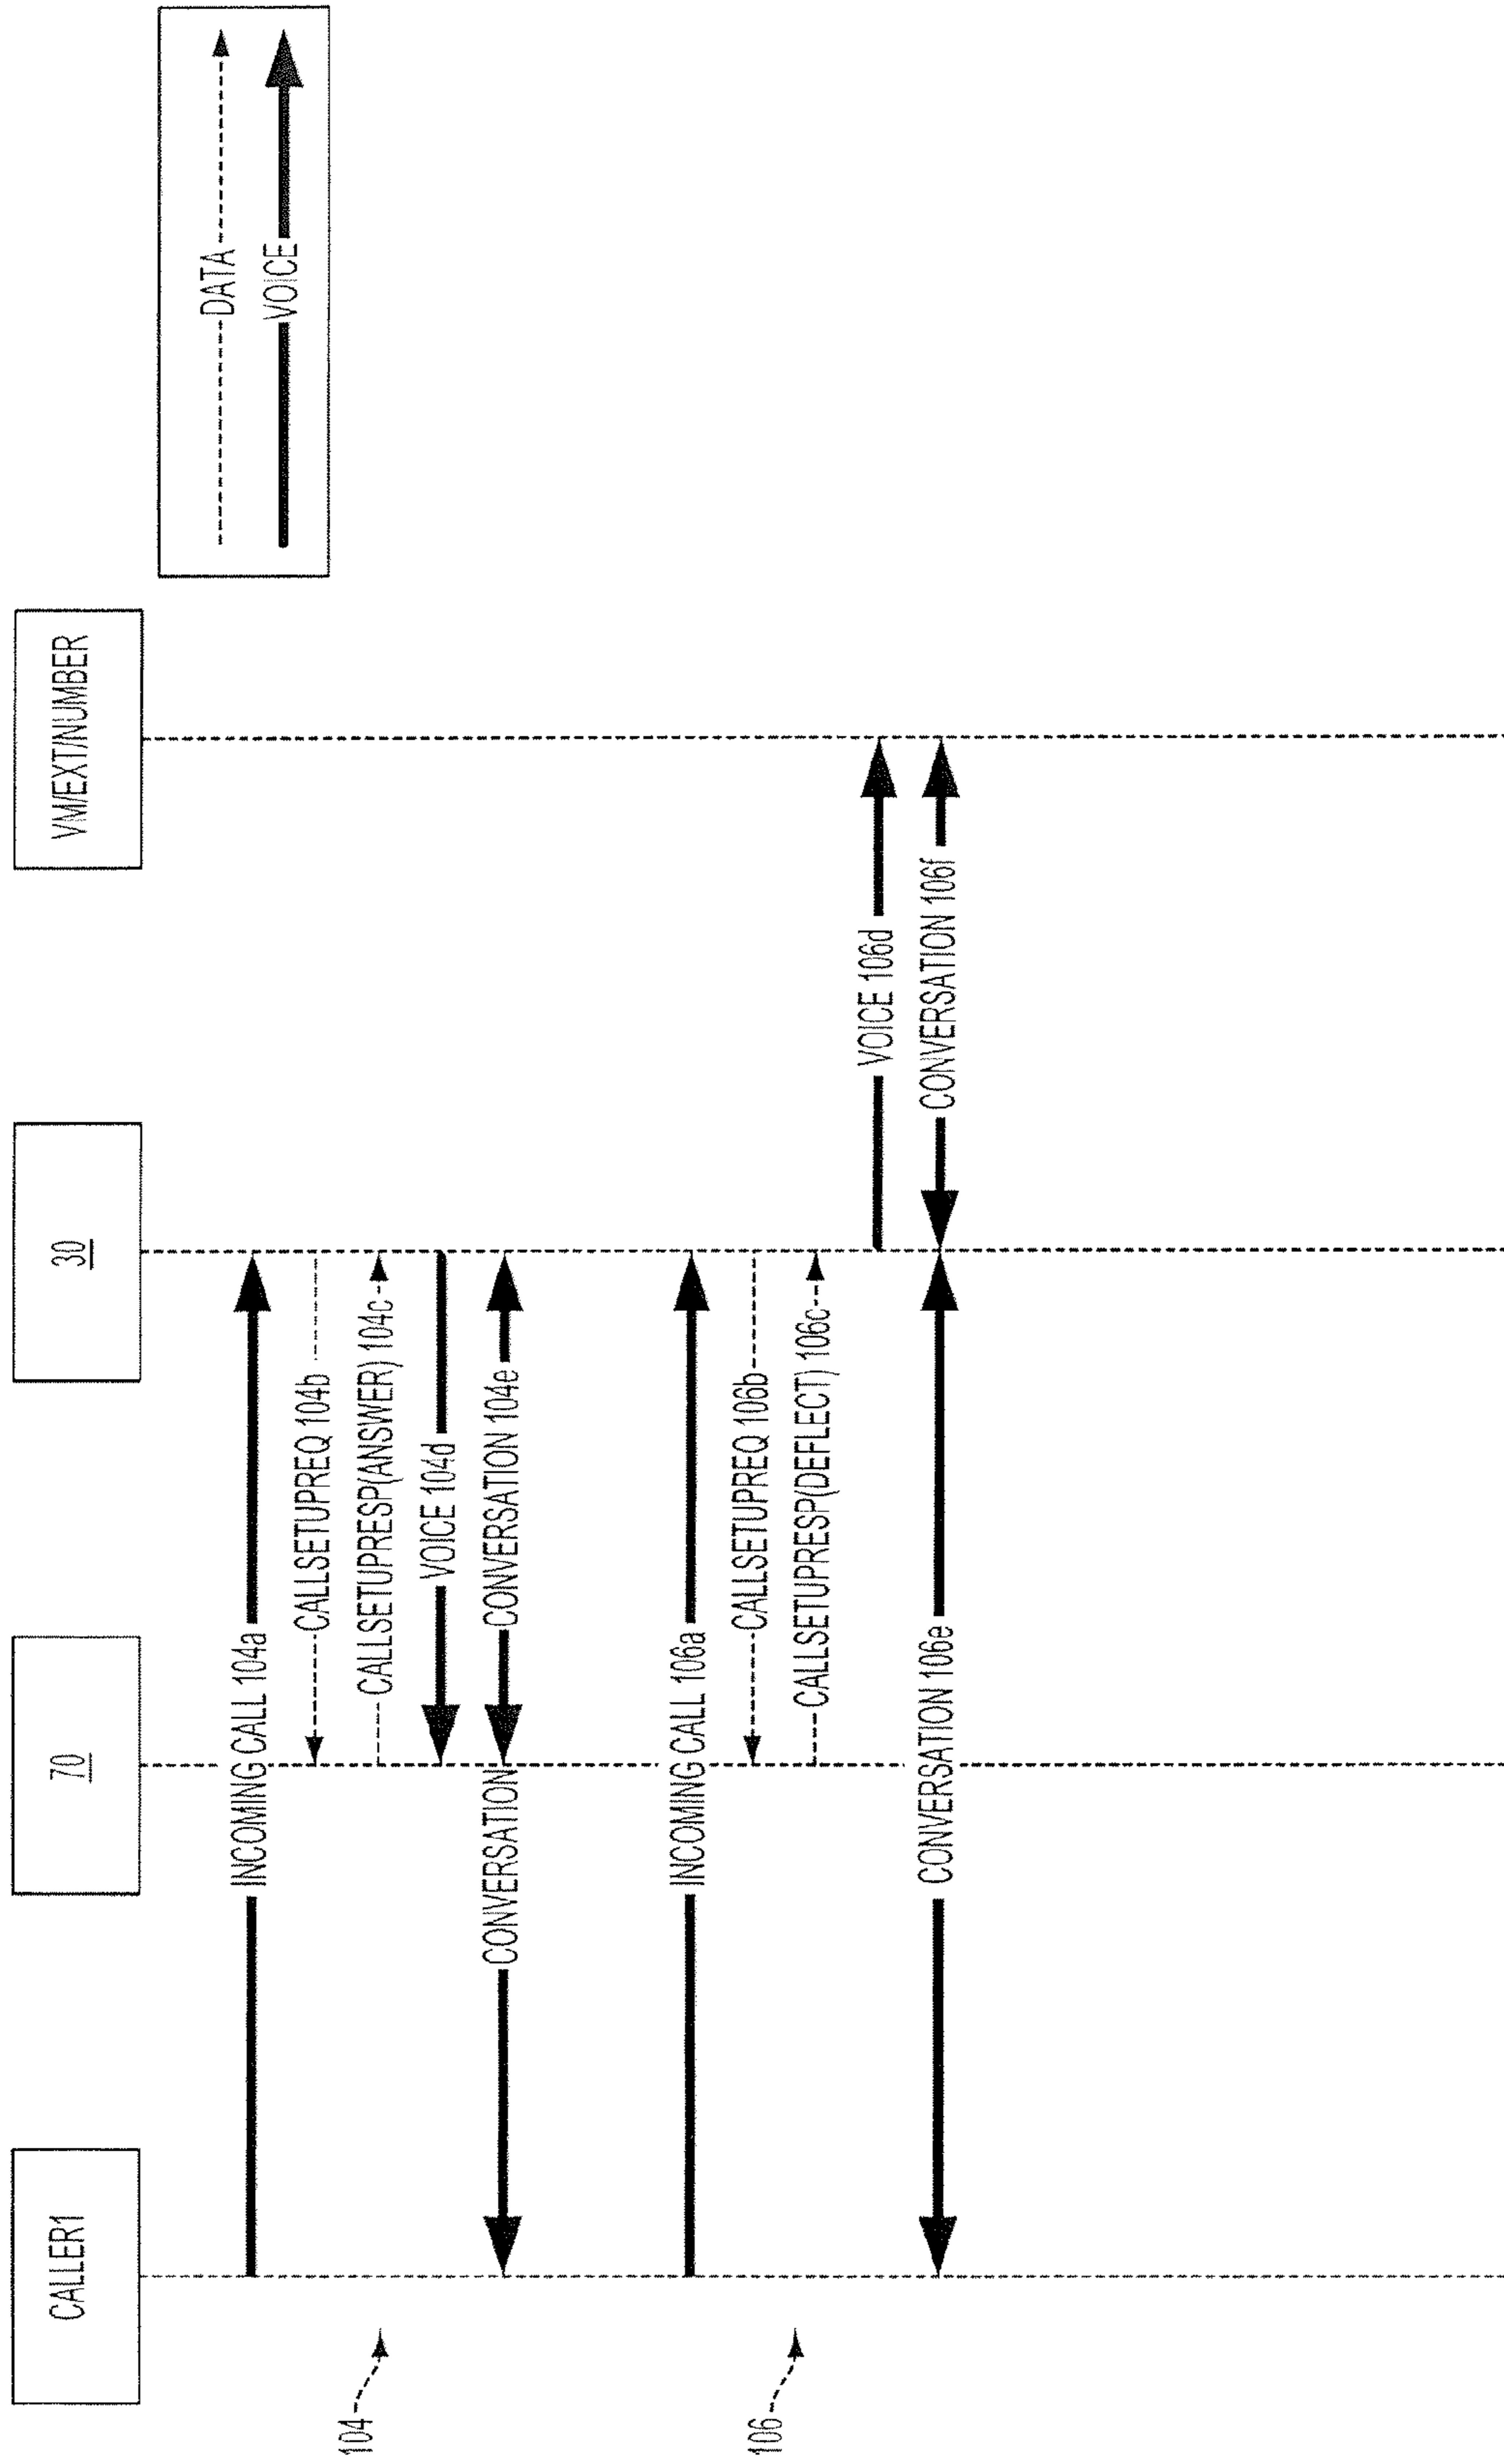 CALLER1
70
30
VM/EXT/NUMBER
DATA
VOICE
104
INCOMING CALL 104a
CALLSETUPREQ 104b
CALLSETUPRESP(ANSWER) 104c
VOICE 104d
CONVERSATION
CONVERSATION 104e
106
INCOMING CALL 106a
CALLSETUPREQ 106b
CALLSETUPRESP(DEFLECT) 106c
VOICE 106d
CONVERSATION 106e
CONVERSATION 106f